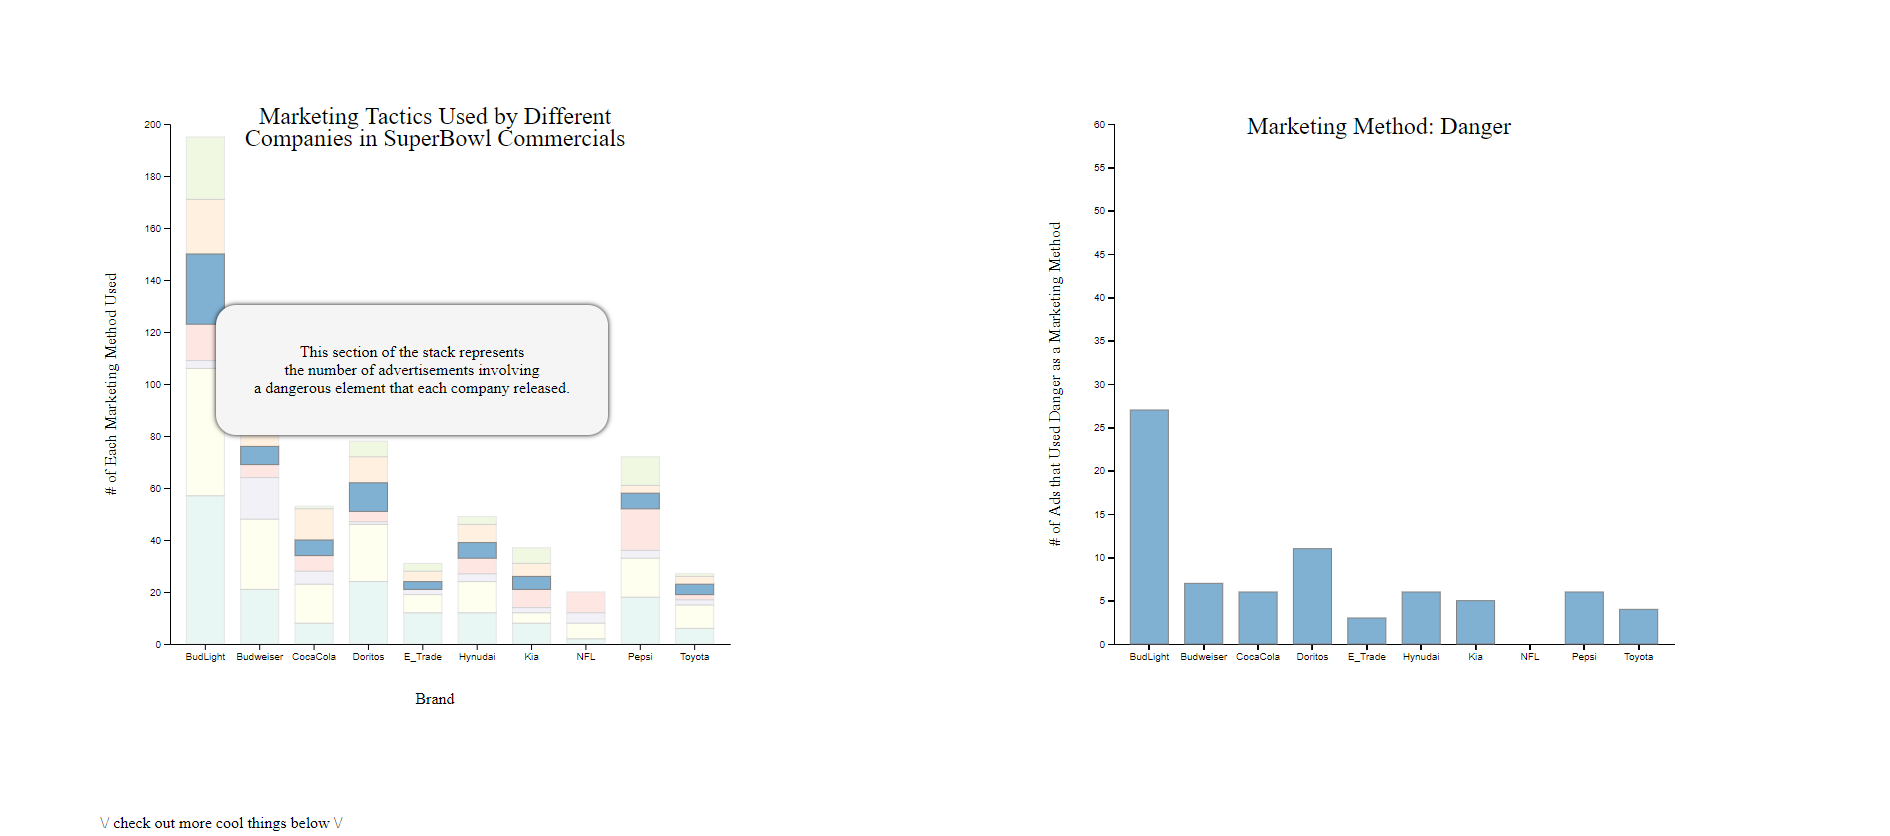 Marketing Tactics Used by Different
Companies in SuperBowl Commercials
# of Each Marketing Method Used
200
180
160
140
120
100
80
60
40
20
0
This section of the stack represents
the number of advertisements involving
a dangerous element that each company released.
BudLight Budweiser CocaCola Doritos E_Trade Hynudai Kia NFL Pepsi Toyota
Brand
Marketing Method: Danger
# of Ads that Used Danger as a Marketing Method
60
55
50
45
40
35
30
25
20
15
10
5
0
BudLight Budweiser CocaCola Doritos E_Trade Hynudai Kia NFL Pepsi Toyota
\/ check out more cool things below \/